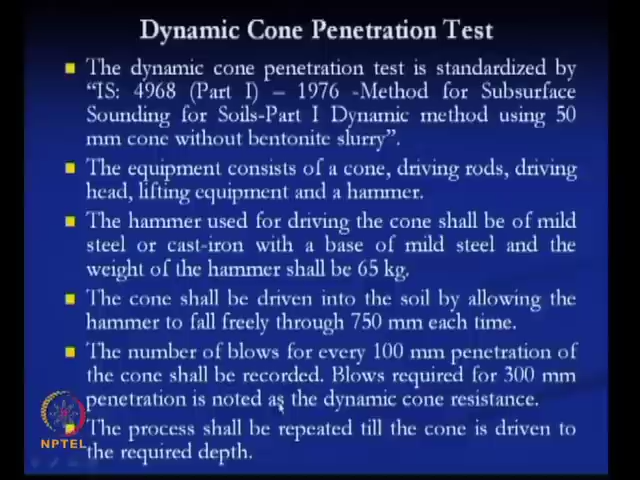 Dynamic Cone Penetration Test
The dynamic cone penetration test is standardized by
“IS: 4968 (Part I) – 1976 -Method for Subsurface
Sounding for Soils-Part I Dynamic method using 50
mm cone without bentonite slurry”.
The equipment consists of a cone, driving rods, driving
head, lifting equipment and a hammer.
The hammer used for driving the cone shall be of mild
steel or cast-iron with a base of mild steel and the
weight of the hammer shall be 65 kg.
The cone shall be driven into the soil by allowing the
hammer to fall freely through 750 mm each time.
The number of blows for every 100 mm penetration of
the cone shall be recorded. Blows required for 300 mm
penetration is noted as the dynamic cone resistance.
The process shall be repeated till the cone is driven to
the required depth.
NPTEL